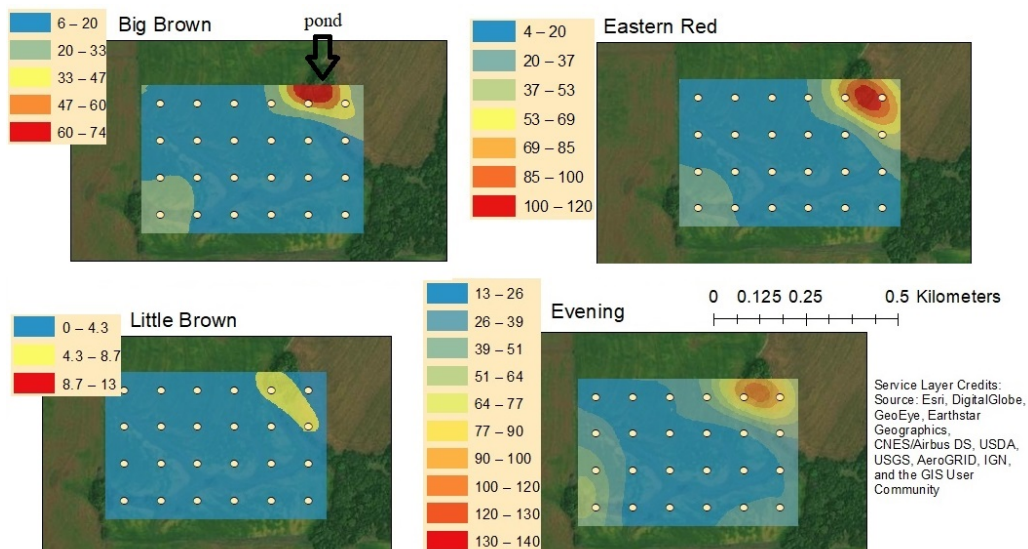 Big Brown
pond
6 – 20
20 – 33
33 – 47
47 – 60
60 – 74
Eastern Red
4 – 20
20 – 37
37 – 53
53 – 69
69 – 85
85 – 100
100 – 120
Little Brown
0 – 4.3
4.3 – 8.7
8.7 – 13
Evening
13 – 26
26 – 39
39 – 51
51 – 64
64 – 77
77 – 90
90 – 100
100 – 120
120 – 130
130 – 140
0 0.125 0.25 0.5 Kilometers
Service Layer Credits:
Source: Esri, DigitalGlobe,
GeoEye, Earthstar
Geographics,
CNES/Airbus DS, USDA,
USGS, AeroGRID, IGN,
and the GIS User
Community